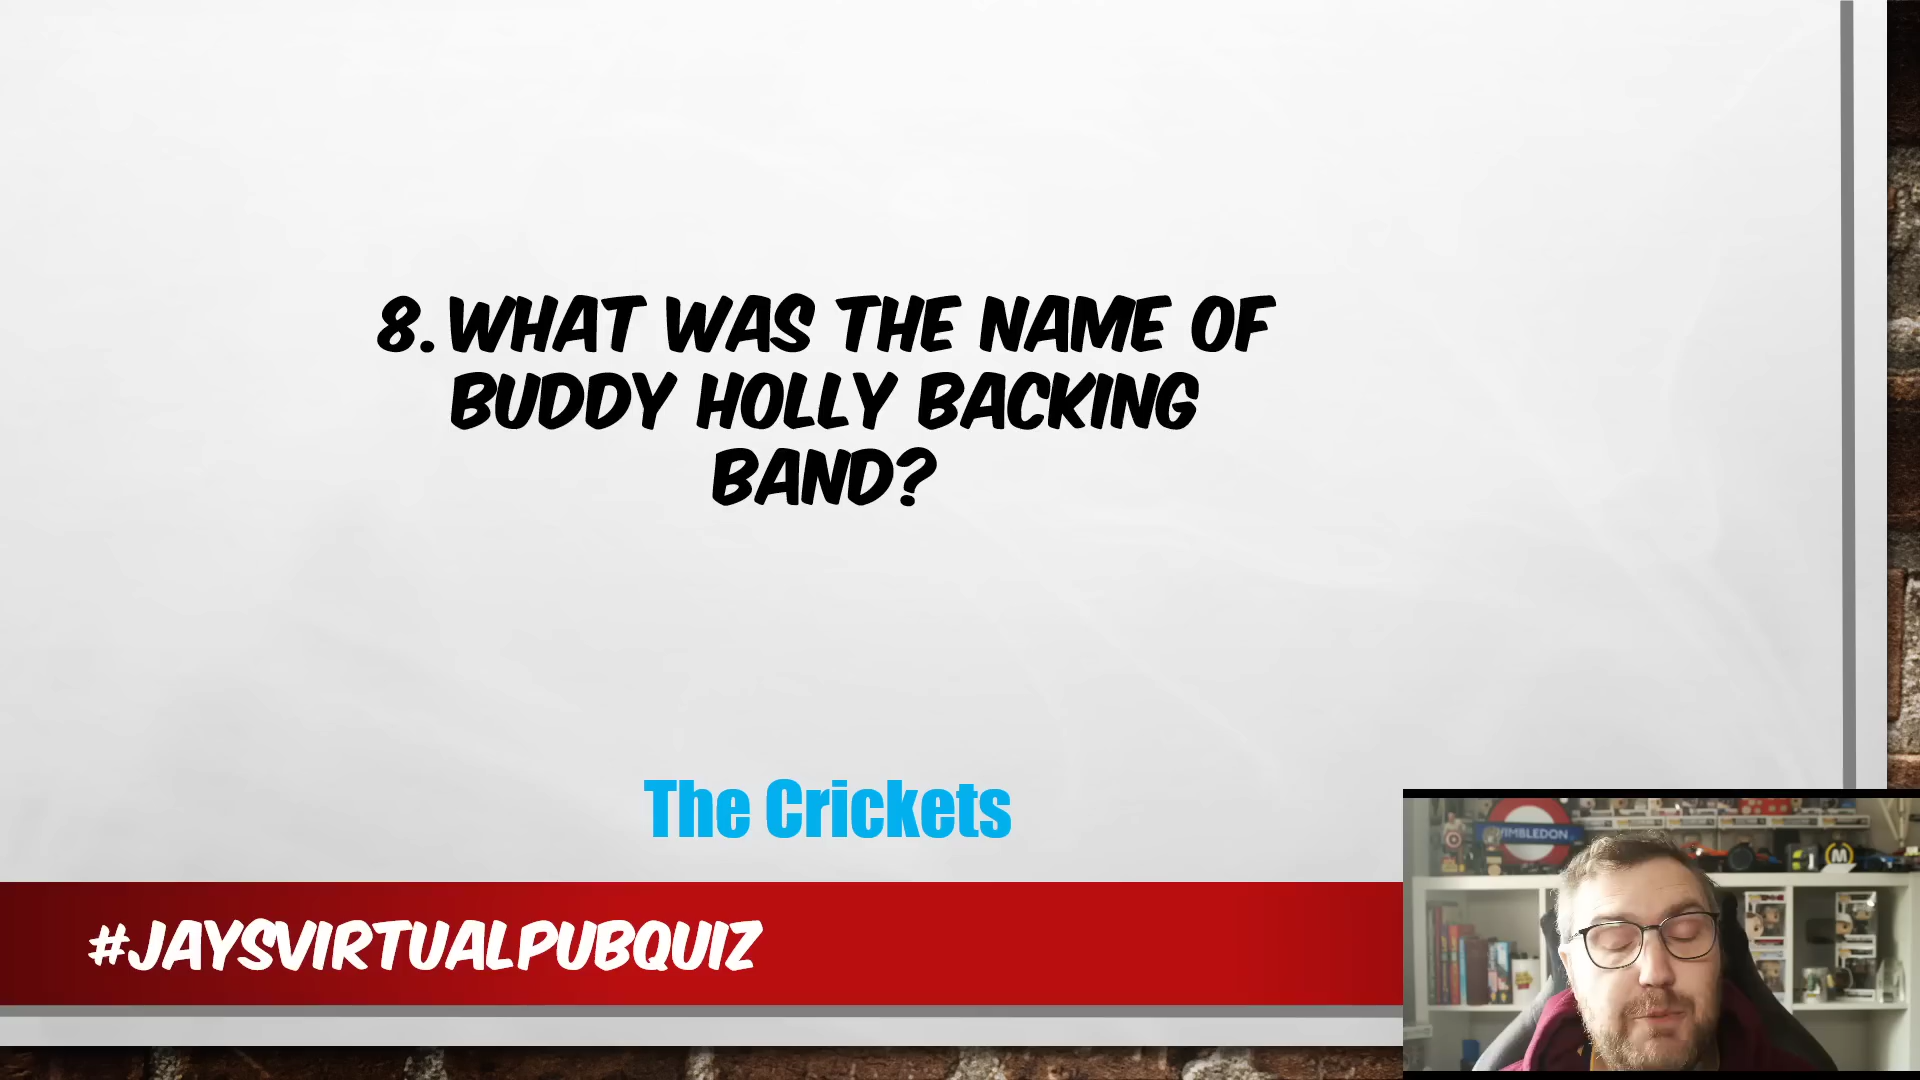 8. WHAT WAS THE NAME OF
BUDDY HOLLY BACKING
BAND?
The Crickets
#JAYSVIRTUALPUBQUIZ
WIMBLEDON
M